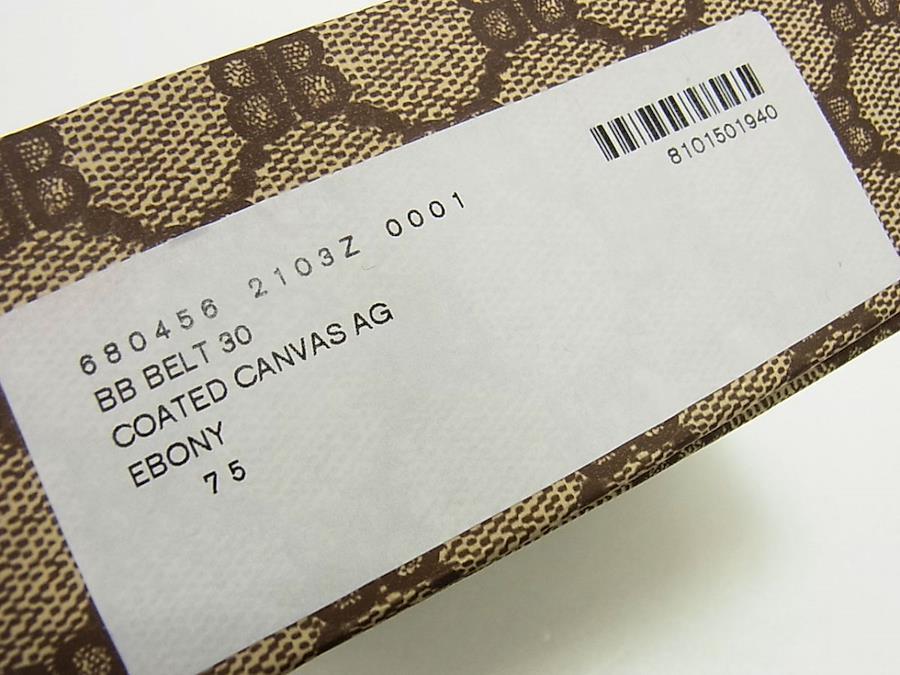 8101501940
680456 2103Z 0001
BB BELT 30
COATED CANVAS AG
EBONY
75